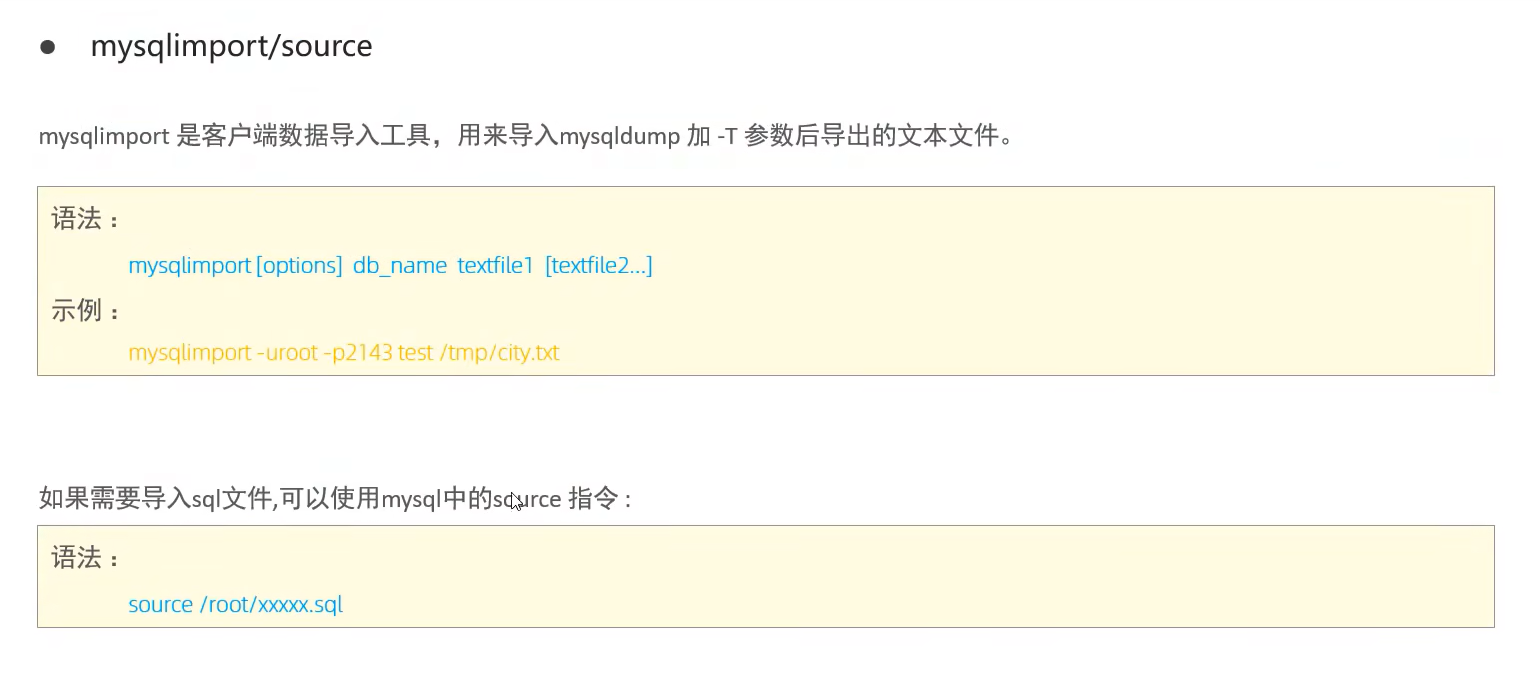 ● mysqlimport/source
mysqlimport 是客户端数据导入工具，用来导入mysqldump 加 -T 参数后导出的文本文件。
语法：
mysqlimport [options] db_name textfile1 [textfile2...]
示例：
mysqlimport -uroot -p2143 test /tmp/city.txt
如果需要导入sql文件,可以使用mysql中的source 指令 :
语法：
source /root/xxxxx.sql